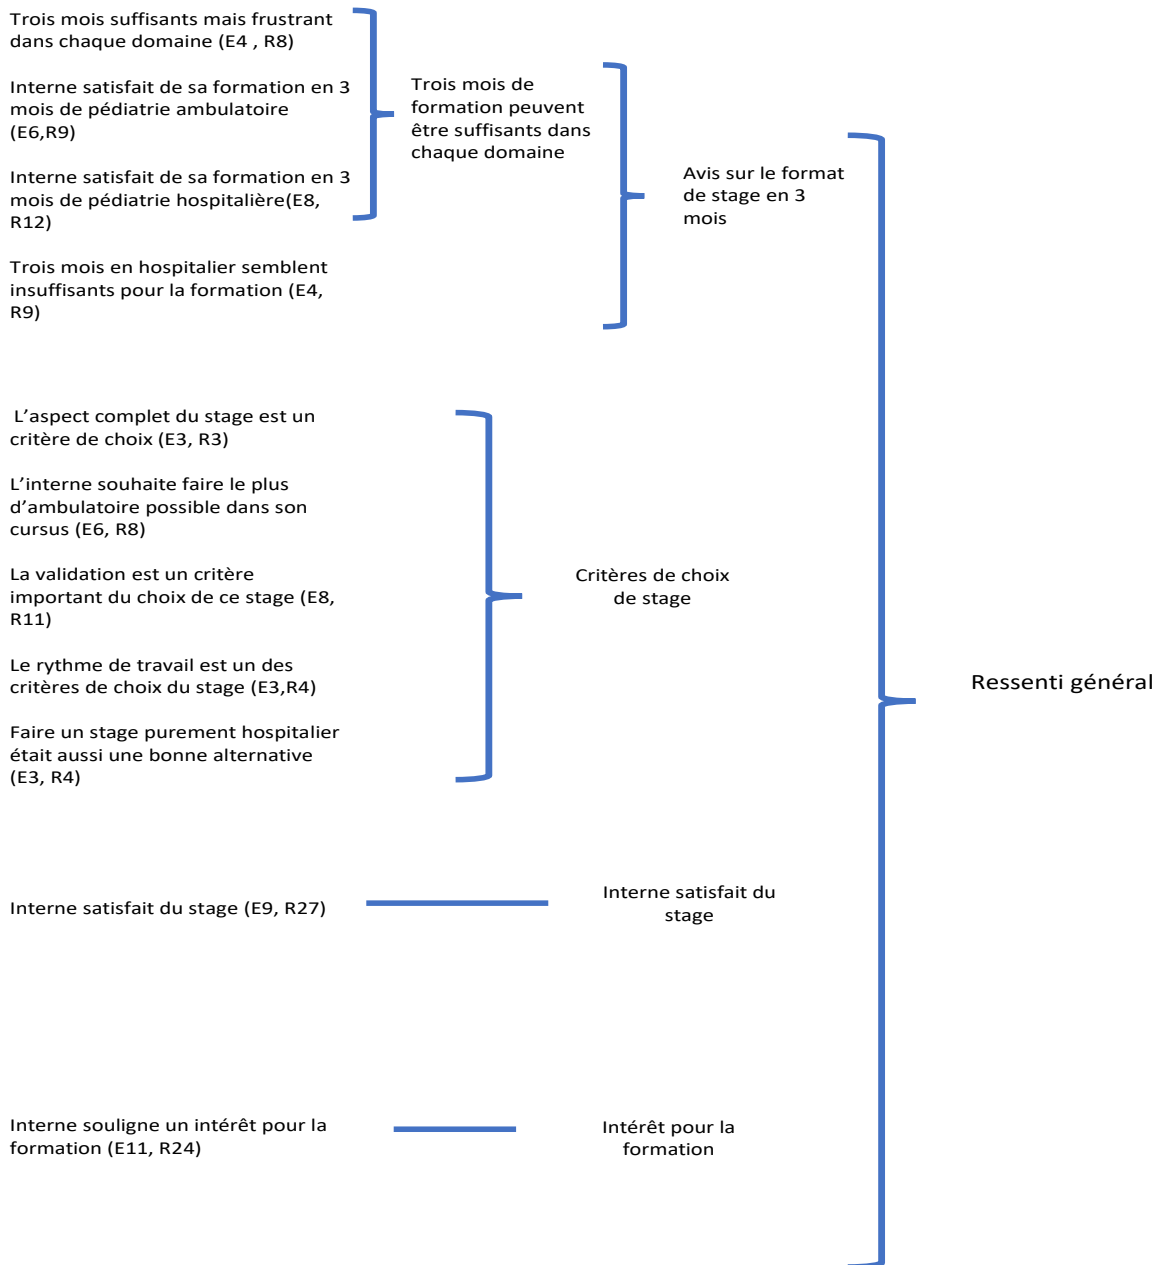 Trois mois suffisants mais frustrant
dans chaque domaine (E4 , R8)
Interne satisfait de sa formation en 3
mois de pédiatrie ambulatoire
(E6,R9)
Interne satisfait de sa formation en 3
mois de pédiatrie hospitalière(E8,
R12)
Trois mois en hospitalier semblent
insuffisants pour la formation (E4,
R9)
Trois mois de
formation peuvent
être suffisants dans
chaque domaine
Avis sur le format
de stage en 3
mois
L’aspect complet du stage est un
critère de choix (E3, R3)
L’interne souhaite faire le plus
d’ambulatoire possible dans son
cursus (E6, R8)
La validation est un critère
important du choix de ce stage (E8,
R11)
Le rythme de travail est un des
critères de choix du stage (E3,R4)
Faire un stage purement hospitalier
était aussi une bonne alternative
(E3, R4)
Critères de choix
de stage
Interne satisfait du stage (E9, R27)
Interne satisfait du
stage
Interne souligne un intérêt pour la
formation (E11, R24)
Intérêt pour la
formation
Ressenti général